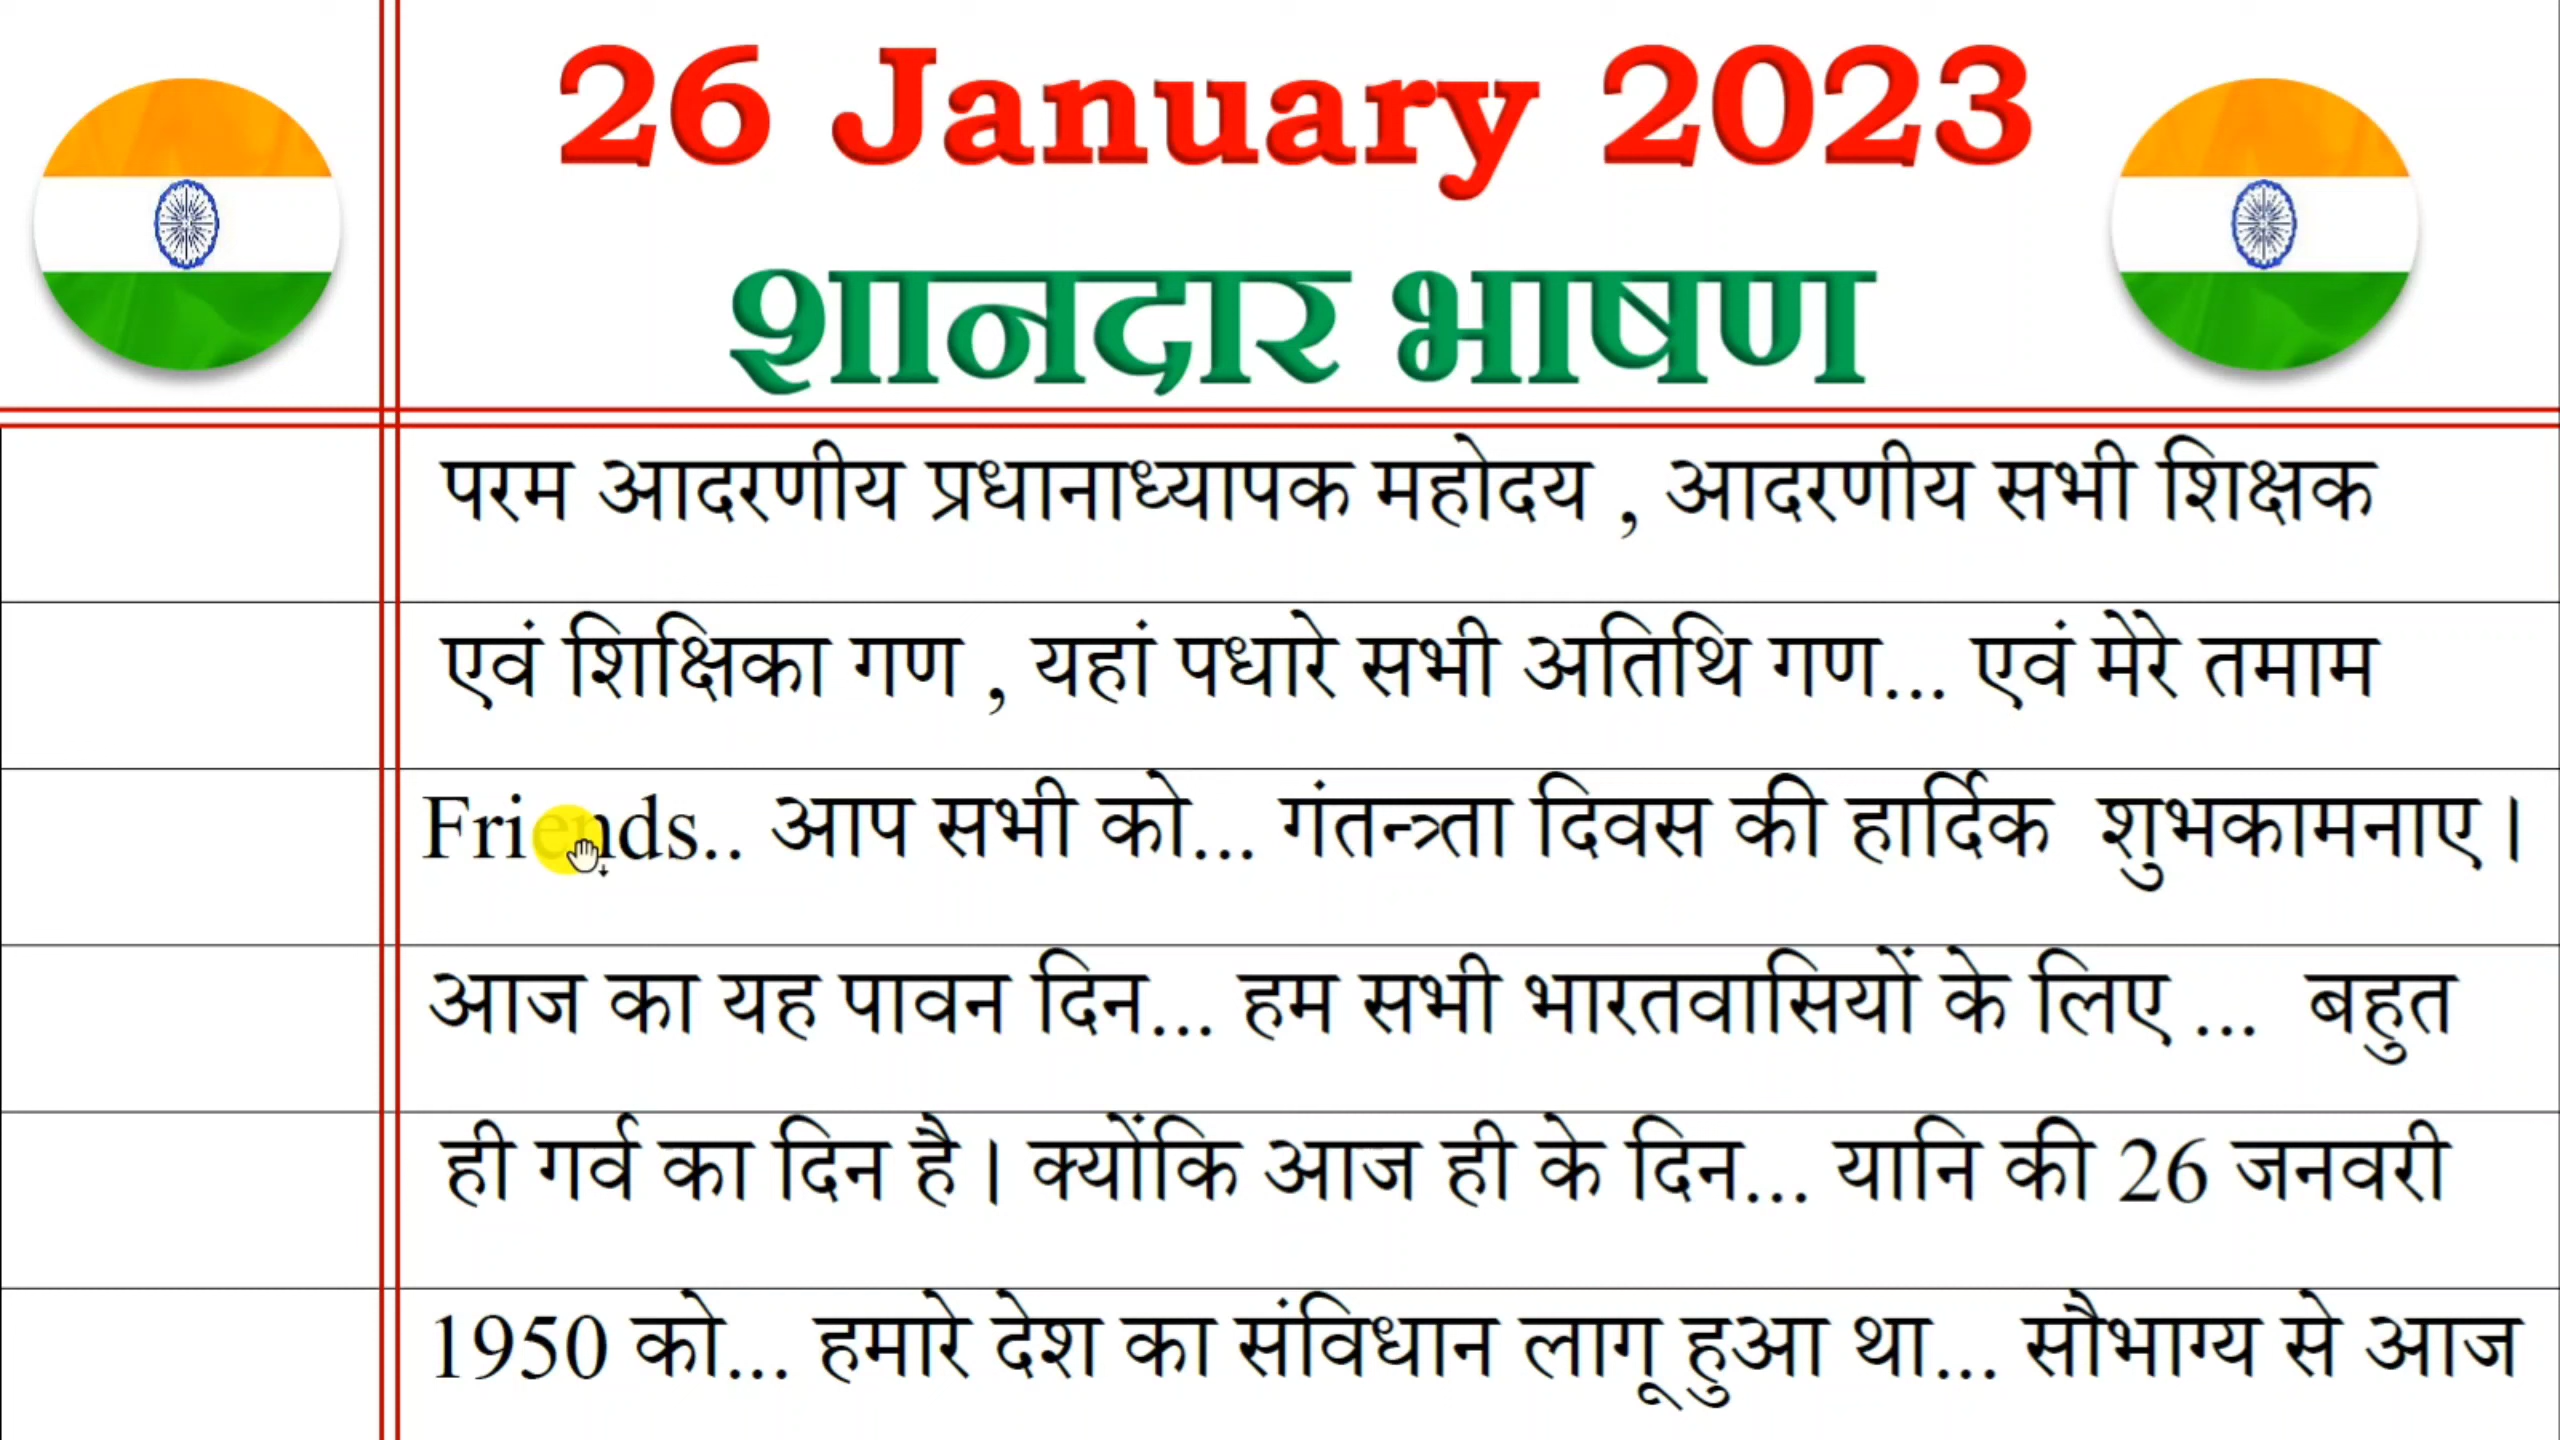 26 January 2023
शानदार भाषण
परम आदरणीय प्रधानाध्यापक महोदय , आदरणीय सभी शिक्षक
एवं शिक्षिका गण , यहां पधारे सभी अतिथि गण... एवं मेरे तमाम
Friends.. आप सभी को... गंतन्त्रता दिवस की हार्दिक शुभकामनाए।
आज का यह पावन दिन... हम सभी भारतवासियों के लिए ... बहुत
ही गर्व का दिन है। क्योंकि आज ही के दिन... यानि की 26 जनवरी
1950 को... हमारे देश का संविधान लागू हुआ था... सौभाग्य से आज